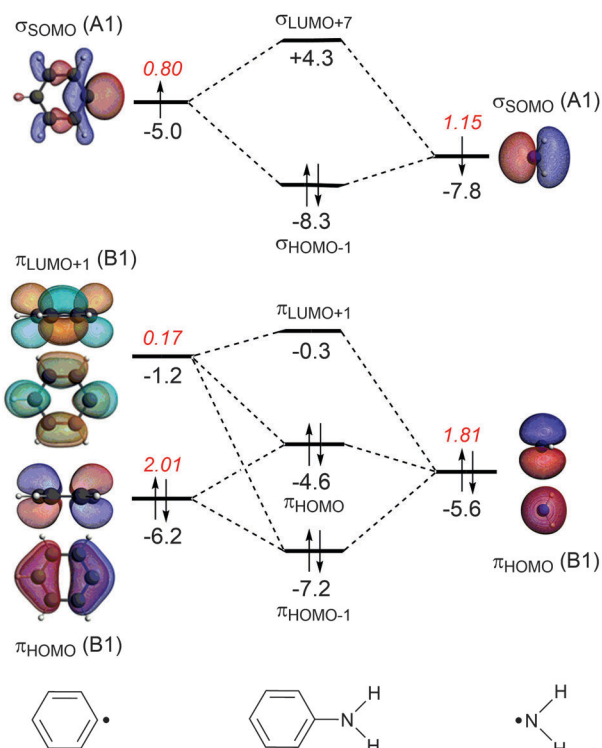 σSOMO (A1)
σLUMO+7
0.80
+4.3
σSOMO (A1)
-5.0
1.15
-7.8
-8.3
σHOMO-1
πLUMO+1 (B1)
πLUMO+1
0.17
-0.3
-1.2
2.01
1.81
-4.6
-5.6
πHOMO
-6.2
πHOMO (B1)
-7.2
πHOMO-1
πHOMO (B1)
H
H
N
N
H
H